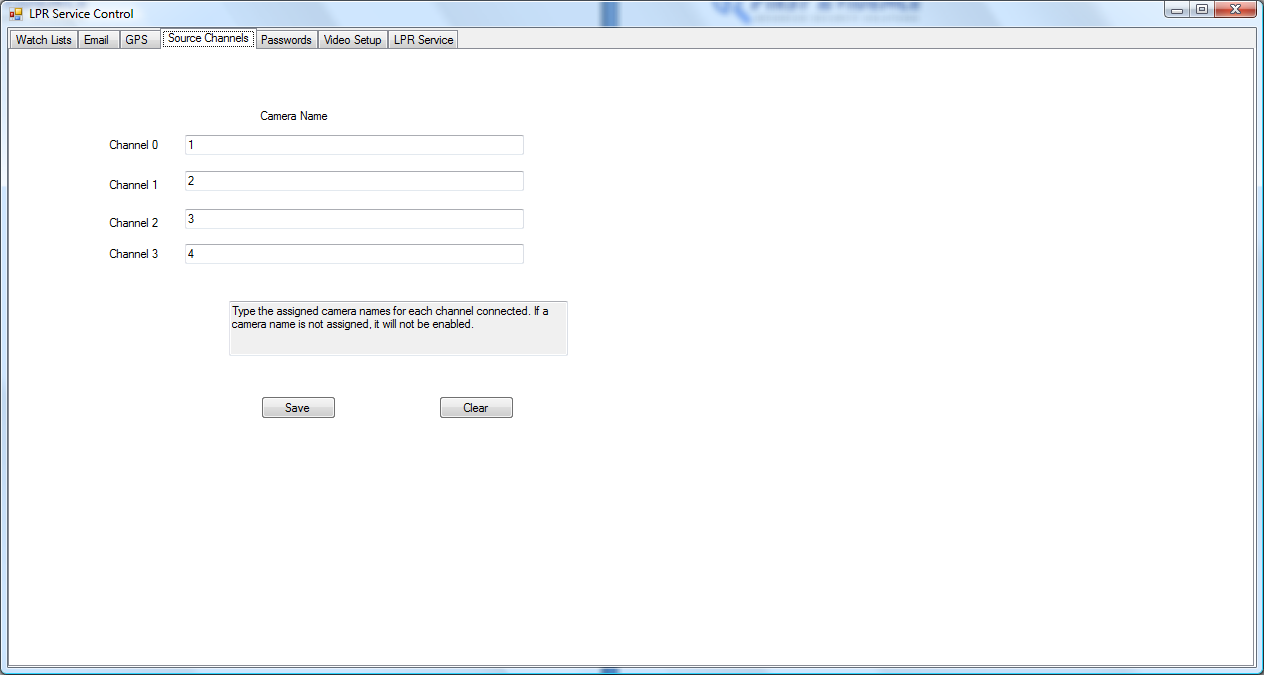 LPR Service Control
Watch Lists Email GPS Source Channels Passwords Video Setup LPR Service
Camera Name
Channel 0 1
Channel 1 2
Channel 2 3
Channel 3 4
Type the assigned camera names for each channel connected. If a
camera name is not assigned, it will not be enabled.
Save Clear